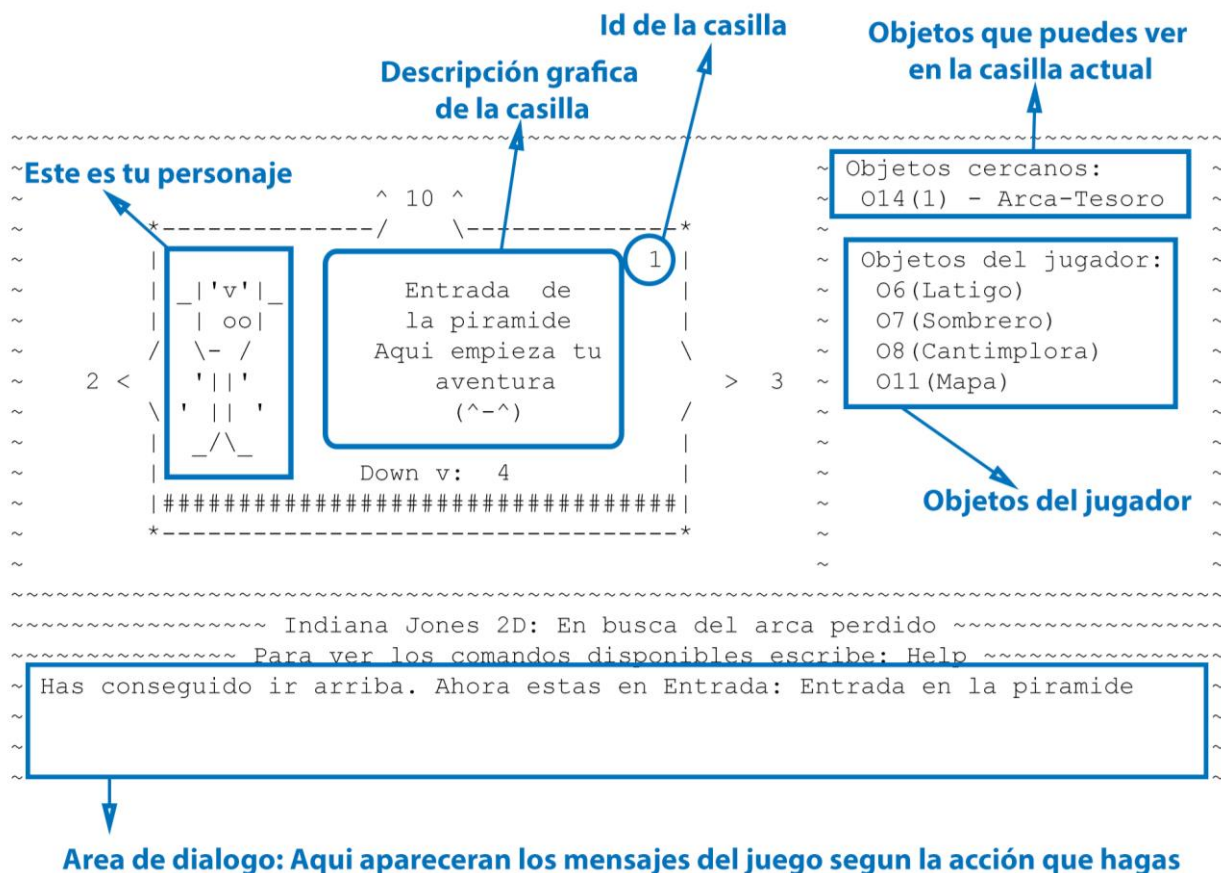 Id de la casilla
Objetos que puedes ver
en la casilla actual
Descripción grafica
de la casilla
~~~~~~~~~~~~~~~~~~~~~~~~~~~~~~~~~~~~~~~~~~~~~~~~~~~~~~~~~~~~~~~~~~~~~~~~~~~~~~~~
Este es tu personaje
Objetos cercanos:
^ 10 ^
O14(1) - Arca-Tesoro
*--------------/    \--------------*
1
Objetos del jugador:
_|'v'|_
Entrada de
O6(Latigo)
| oo|
la piramide
O7(Sombrero)
/ \- /
Aqui empieza tu \
O8(Cantimplora)
2 <
'||'
aventura
> 3
O11(Mapa)
\ ' || '
(^-^) /
_/\_
Down v: 4
|##################################|
Objetos del jugador
*----------------------------------*
~~~~~~~~~~~~~~~~~~~~~~~~~~~~~~~~~~~~~~~~~~~~~~~~~~~~~~~~~~~~~~~~~~~~~~~~~~~~~~~~
~~~~~~~~~~~~~~~~~ Indiana Jones 2D: En busca del arca perdido ~~~~~~~~~~~~~~~~~~
~~~~~~~~~~~~~~~ Para ver los comandos disponibles escribe: Help ~~~~~~~~~~~~~~~~
~ Has conseguido ir arriba. Ahora estas en Entrada: Entrada en la piramide ~
Area de dialogo: Aqui apareceran los mensajes del juego segun la acción que hagas